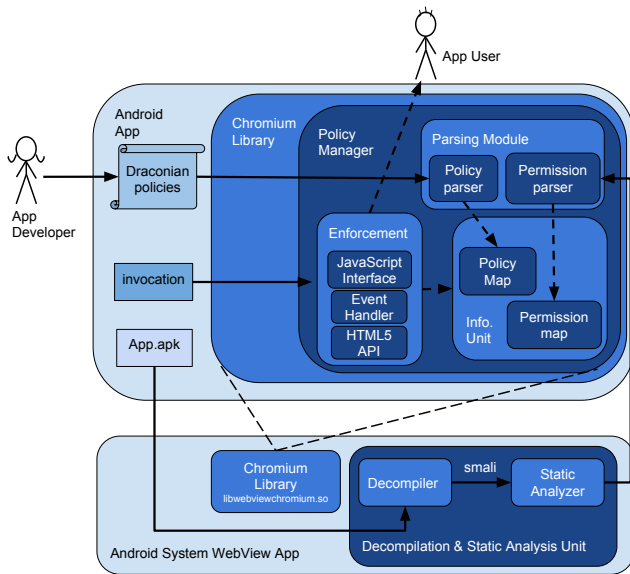 App User
Android
App
Chromium
Library
Policy
Manager
Parsing Module
Policy
parser
Permission
parser
Draconian
policies
App
Developer
Enforcement
JavaScript
Interface
Event
Handler
HTML5
API
invocation
Policy
Map
Info.
Unit
Permission
map
App.apk
Chromium
Library
libwebviewchromium.so
Decompiler
smali
Static
Analyzer
Android System WebView App
Decompilation & Static Analysis Unit